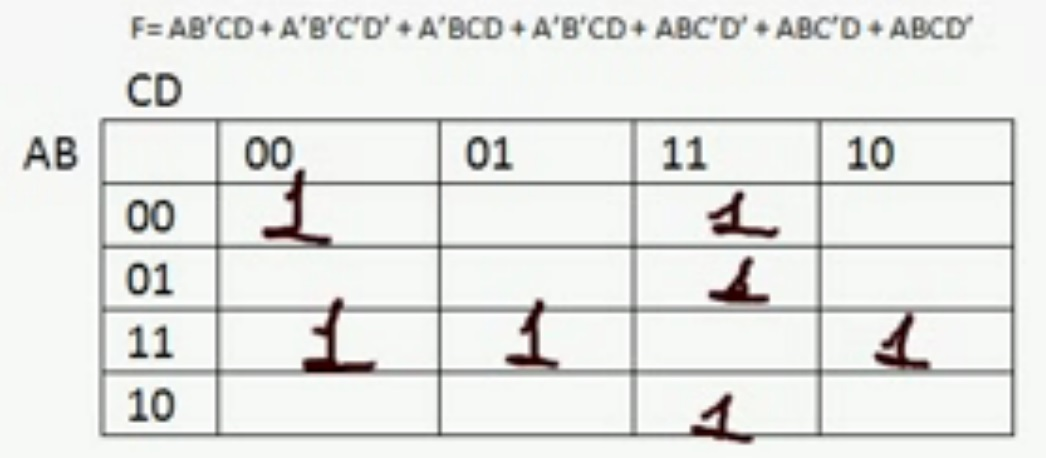 F= AB'CD + A'B'C'D' + A'BCD + A'B'CD + ABC'D' + ABC'D + ABCD'
CD
AB 00 01 11 10
00 1 1
01 1
11 1 1 1
10 1